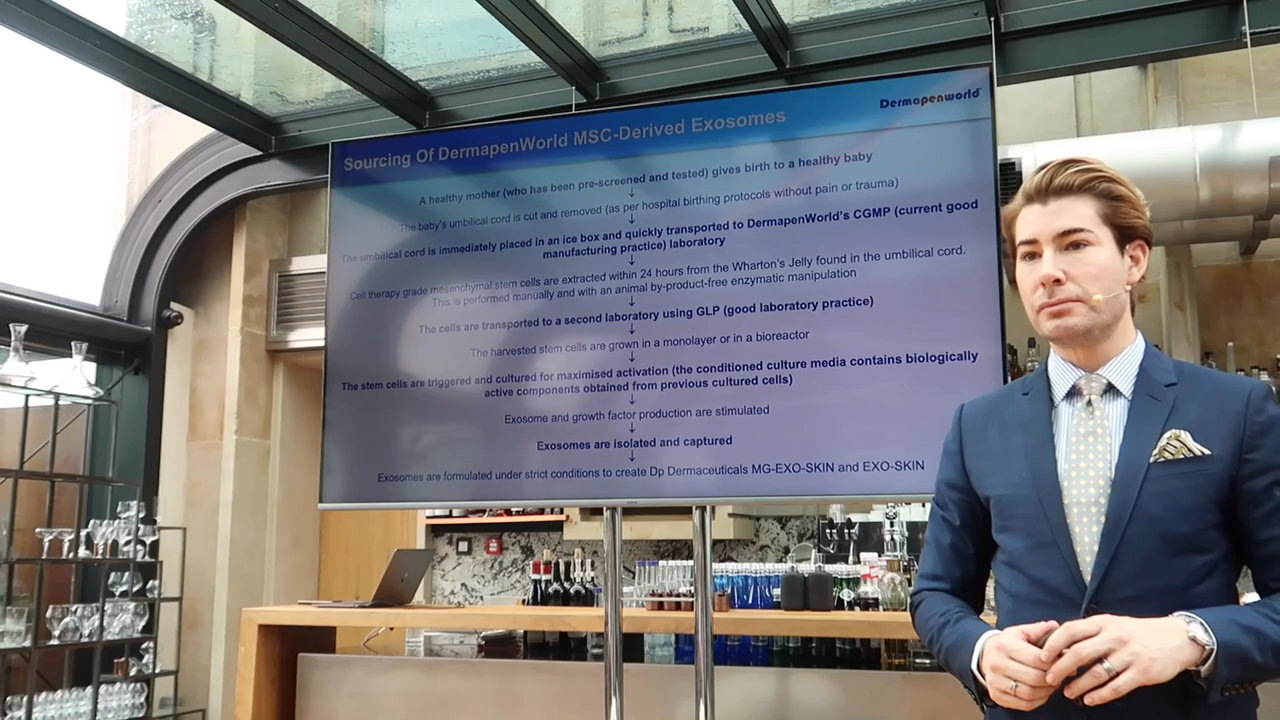 Dermapenworld
Sourcing Of DermapenWorld MSC-Derived Exosomes
A healthy mother (who has been pre-screened and tested) gives birth to a healthy baby
The baby's umbilical cord is cut and removed (as per hospital birthing protocols without pain or trauma)
The umbilical cord is immediately placed in an ice box and quickly transported to DermapenWorld's CGMP (current good
manufacturing practice) laboratory
Cell therapy grade mesenchymal stem cells are extracted within 24 hours from the Wharton's Jelly found in the umbilical cord.
This is performed manually and with an animal by-product-free enzymatic manipulation
The cells are transported to a second laboratory using GLP (good laboratory practice)
The harvested stem cells are grown in a monolayer or in a bioreactor
The stem cells are triggered and cultured for maximised activation (the conditioned culture media contains biologically
active components obtained from previous cultured cells)
Exosome and growth factor production are stimulated
Exosomes are isolated and captured
Exosomes are formulated under strict conditions to create Dp Dermaceuticals MG-EXO-SKIN and EXO-SKIN